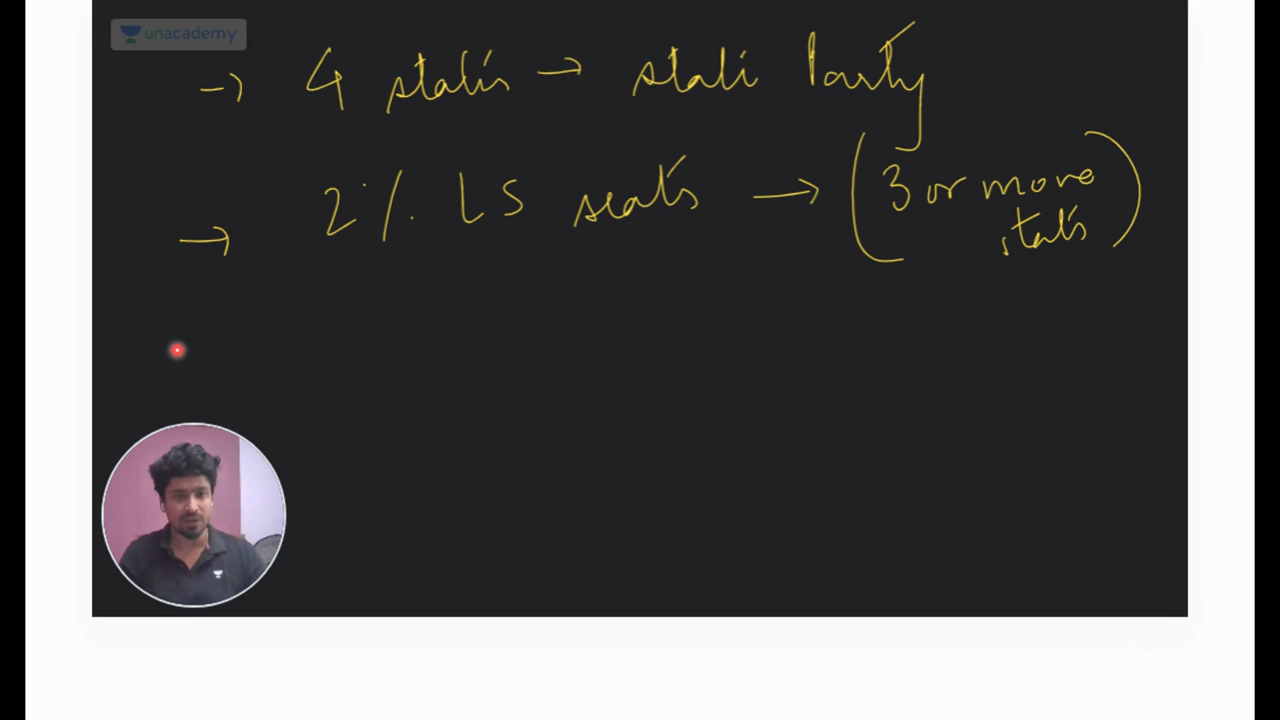 unacademy
→ 4 states → state Party
→ 2% LS seats → (3 or more
states)